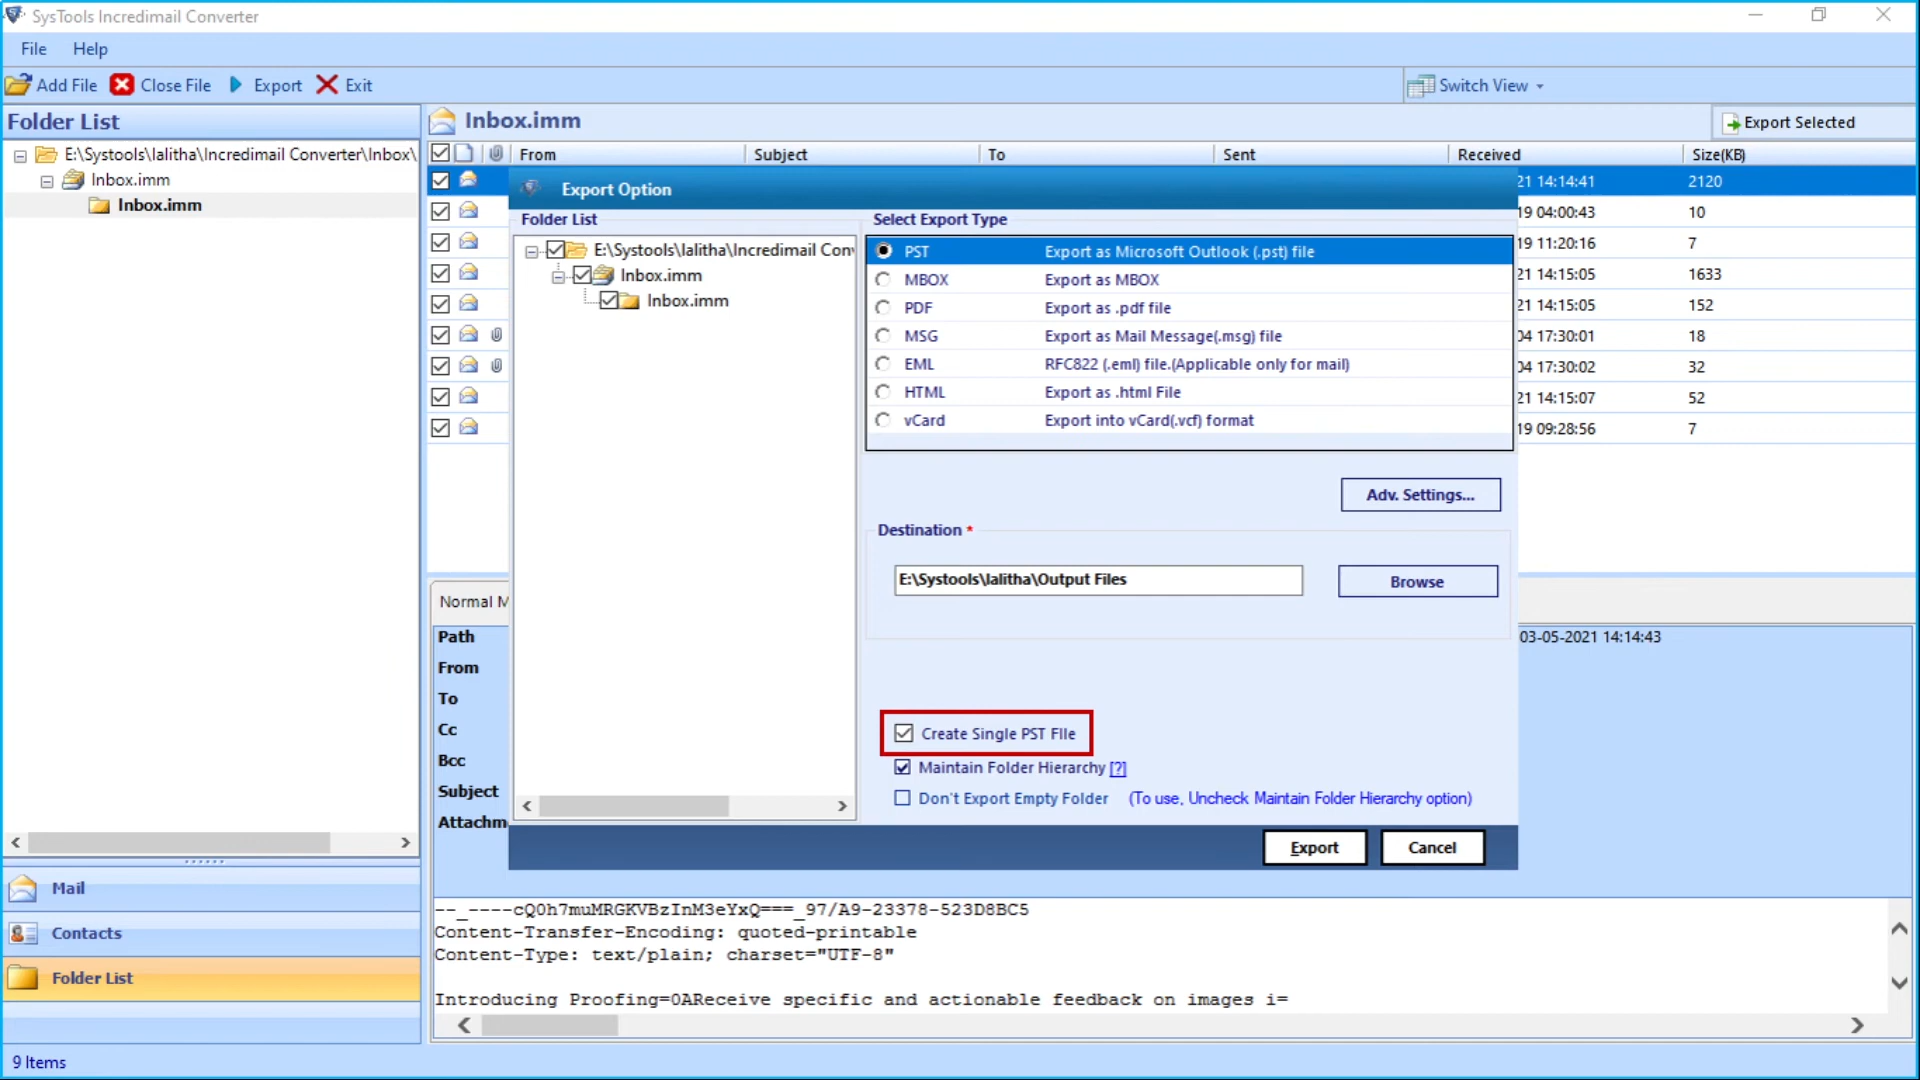 SysTools Incredimail Converter
File Help
Add File Close File Export Exit Switch View
Folder List
Inbox.imm
Export Selected
E:\Systools\lalitha\Incredimail Converter\Inbox\
Inbox.imm
Inbox.imm
From Subject To Sent Received Size(KB)
21 14:14:41 2120
19 04:00:43 10
19 11:20:16 7
21 14:15:05 1633
21 14:15:05 152
04 17:30:01 18
04 17:30:02 32
21 14:15:07 52
19 09:28:56 7
Export Option
Folder List
E:\Systools\lalitha\Incredimail Conv
Inbox.imm
Inbox.imm
Select Export Type
PST Export as Microsoft Outlook (.pst) file
MBOX Export as MBOX
PDF Export as .pdf file
MSG Export as Mail Message(.msg) file
EML RFC822 (.eml) file.(Applicable only for mail)
HTML Export as .html File
vCard Export into vCard(.vcf) format
Adv. Settings...
Destination *
E:\Systools\lalitha\Output Files
Browse
Create Single PST FIle
Maintain Folder Hierarchy [?]
Don't Export Empty Folder (To use, Uncheck Maintain Folder Hierarchy option)
Export Cancel
Normal M
Path
03-05-2021 14:14:43
From
To
Cc
Bcc
Subject
Attachm
--_----cQ0h7muMRGKVBzInM3eYxQ===_97/A9-23378-523D8BC5
Content-Transfer-Encoding: quoted-printable
Content-Type: text/plain; charset="UTF-8"
Introducing Proofing=0AReceive specific and actionable feedback on images i=
Mail
Contacts
Folder List
9 Items